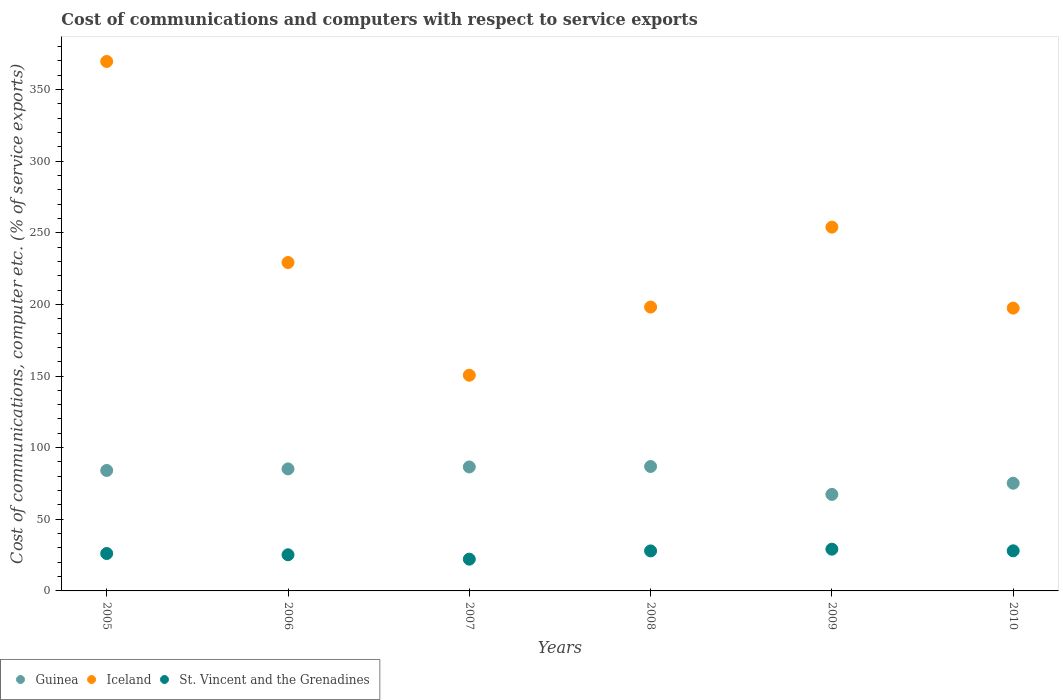 Cost of communications and computers with respect to service exports
Cost of communications, computer etc. (% of service exports)
350
300
250
200
150
100
50
0
2005
2006
2007
2008
2009
2010
Years
Guinea
Iceland
St. Vincent and the Grenadines